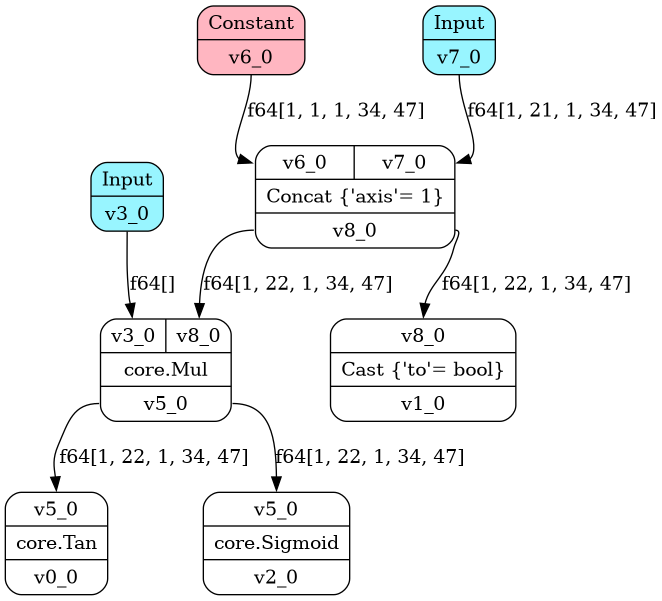 Constant
v6_0
Input
v7_0
f64[1, 1, 1, 34, 47]
f64[1, 21, 1, 34, 47]
v6_0
v7_0
Concat {'axis'= 1}
v8_0
Input
v3_0
f64[]
f64[1, 22, 1, 34, 47]
f64[1, 22, 1, 34, 47]
v3_0
v8_0
core.Mul
v5_0
v8_0
Cast {'to'= bool}
v1_0
f64[1, 22, 1, 34, 47]
f64[1, 22, 1, 34, 47]
v5_0
core.Tan
v0_0
v5_0
core.Sigmoid
v2_0